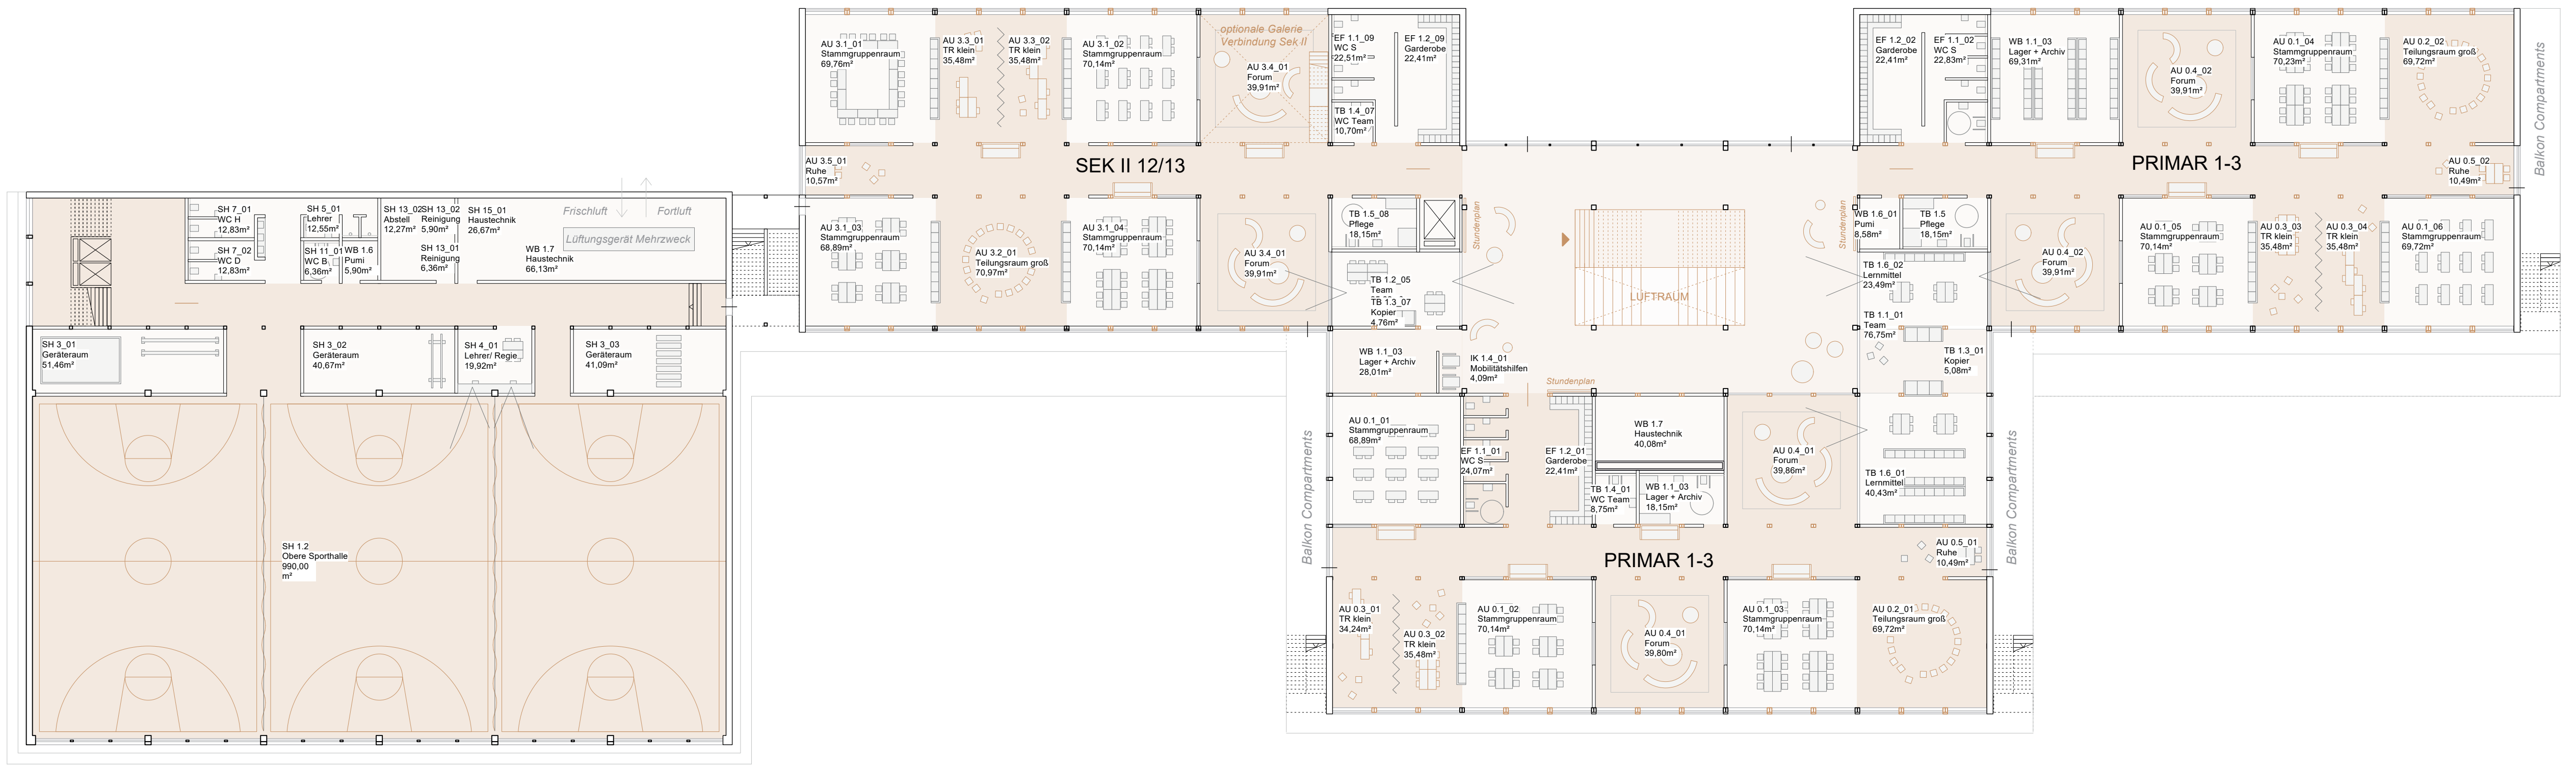 AU 3.1_01
Stammgruppenraum
69,76m²
AU 3.3_01
TR klein
35,48m²
AU 3.3_02
TR klein
35,48m²
AU 3.1_02
Stammgruppenraum
70,14m²
optionale Galerie
Verbindung Sek II
AU 3.4_01
Forum
39,91m²
EF 1.1_09
WC S
22,51m²
EF 1.2_09
Garderobe
22,41m²
TB 1.4_07
WC Team
10,70m²
EF 1.2_02
Garderobe
22,41m²
EF 1.1_02
WC S
22,83m²
WB 1.1_03
Lager + Archiv
69,31m²
AU 0.4_02
Forum
39,91m²
AU 0.1_04
Stammgruppenraum
70,23m²
AU 0.2_02
Teilungsraum groß
69,72m²
Balkon Compartments
AU 3.5_01
Ruhe
10,57m²
SEK II 12/13
PRIMAR 1-3
AU 0.5_02
Ruhe
10,49m²
SH 7_01
WC H
12,83m²
SH 7_02
WC D
12,83m²
SH 5_01
Lehrer
12,55m²
SH 11_01
WC B
6,36m²
WB 1.6
Pumi
5,90m²
SH 13_02
Abstell
12,27m²
SH 13_02
Reinigung
5,90m²
SH 13_01
Reinigung
6,36m²
SH 15_01
Haustechnik
26,67m²
WB 1.7
Haustechnik
66,13m²
Frischluft
Fortluft
Lüftungsgerät Mehrzweck
AU 3.1_03
Stammgruppenraum
68,89m²
AU 3.2_01
Teilungsraum groß
70,97m²
AU 3.1_04
Stammgruppenraum
70,14m²
AU 3.4_01
Forum
39,91m²
TB 1.5_08
Pflege
18,15m²
TB 1.2_05
Team
TB 1.3_07
Kopier
4,76m²
Stundenplan
LUFTRAUM
Stundenplan
WB 1.6_01
Pumi
8,58m²
TB 1.5
Pflege
18,15m²
TB 1.6_02
Lernmittel
23,49m²
TB 1.1_01
Team
76,75m²
TB 1.3_01
Kopier
5,08m²
AU 0.4_02
Forum
39,91m²
AU 0.1_05
Stammgruppenraum
70,14m²
AU 0.3_03
TR klein
35,48m²
AU 0.3_04
TR klein
35,48m²
AU 0.1_06
Stammgruppenraum
69,72m²
SH 3_01
Geräteraum
51,46m²
SH 3_02
Geräteraum
40,67m²
SH 4_01
Lehrer/ Regie
19,92m²
SH 3_03
Geräteraum
41,09m²
WB 1.1_03
Lager + Archiv
28,01m²
IK 1.4_01
Mobilitätshilfen
4,09m²
Stundenplan
AU 0.1_01
Stammgruppenraum
68,89m²
EF 1.1_01
WC S
24,07m²
EF 1.2_01
Garderobe
22,41m²
WB 1.7
Haustechnik
40,08m²
TB 1.4_01
WC Team
8,75m²
WB 1.1_03
Lager + Archiv
18,15m²
AU 0.4_01
Forum
39,86m²
TB 1.6_01
Lernmittel
40,43m²
Balkon Compartments
Balkon Compartments
SH 1.2
Obere Sporthalle
990,00
m²
PRIMAR 1-3
AU 0.5_01
Ruhe
10,49m²
AU 0.3_01
TR klein
34,24m²
AU 0.3_02
TR klein
35,48m²
AU 0.1_02
Stammgruppenraum
70,14m²
AU 0.4_01
Forum
39,80m²
AU 0.1_03
Stammgruppenraum
70,14m²
AU 0.2_01
Teilungsraum groß
69,72m²